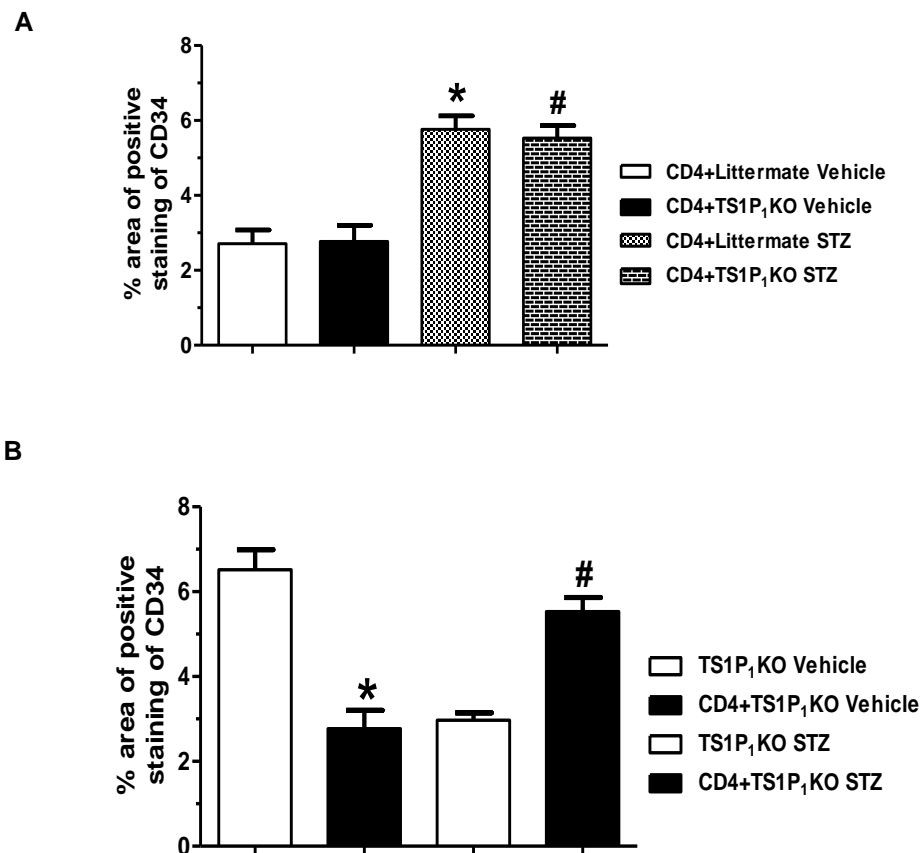 A
8
6
4
2
0
% area of positive
staining of CD34
*
#
CD4+Littermate Vehicle
CD4+TS1P₁KO Vehicle
CD4+Littermate STZ
CD4+TS1P₁KO STZ
B
8
6
4
2
0
% area of positive
staining of CD34
*
#
TS1P₁KO Vehicle
CD4+TS1P₁KO Vehicle
TS1P₁KO STZ
CD4+TS1P₁KO STZ